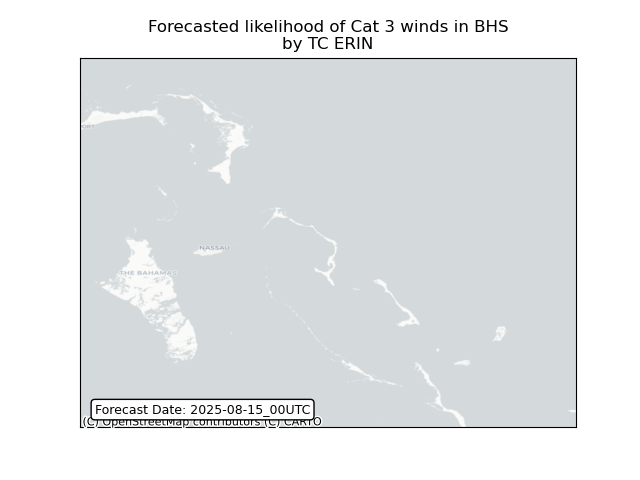 Forecasted likelihood of Cat 3 winds in BHS
by TC ERIN
NASSAU
THE BAHAMAS
Forecast Date: 2025-08-15_00UTC
(C) OpenStreetMap contributors (C) CARTO